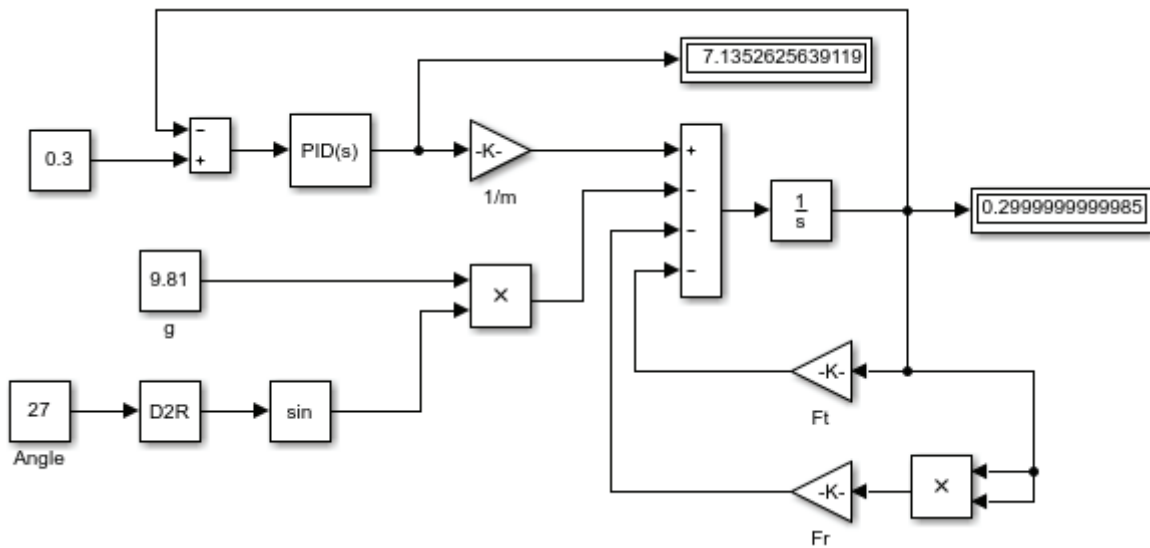 7.1352625639119
−
+
0.3
PID(s)
-K-
1/m
+
−
−
−
1
s
0.2999999999985
9.81
g
×
27
Angle
D2R
sin
-K-
Ft
-K-
Fr
×